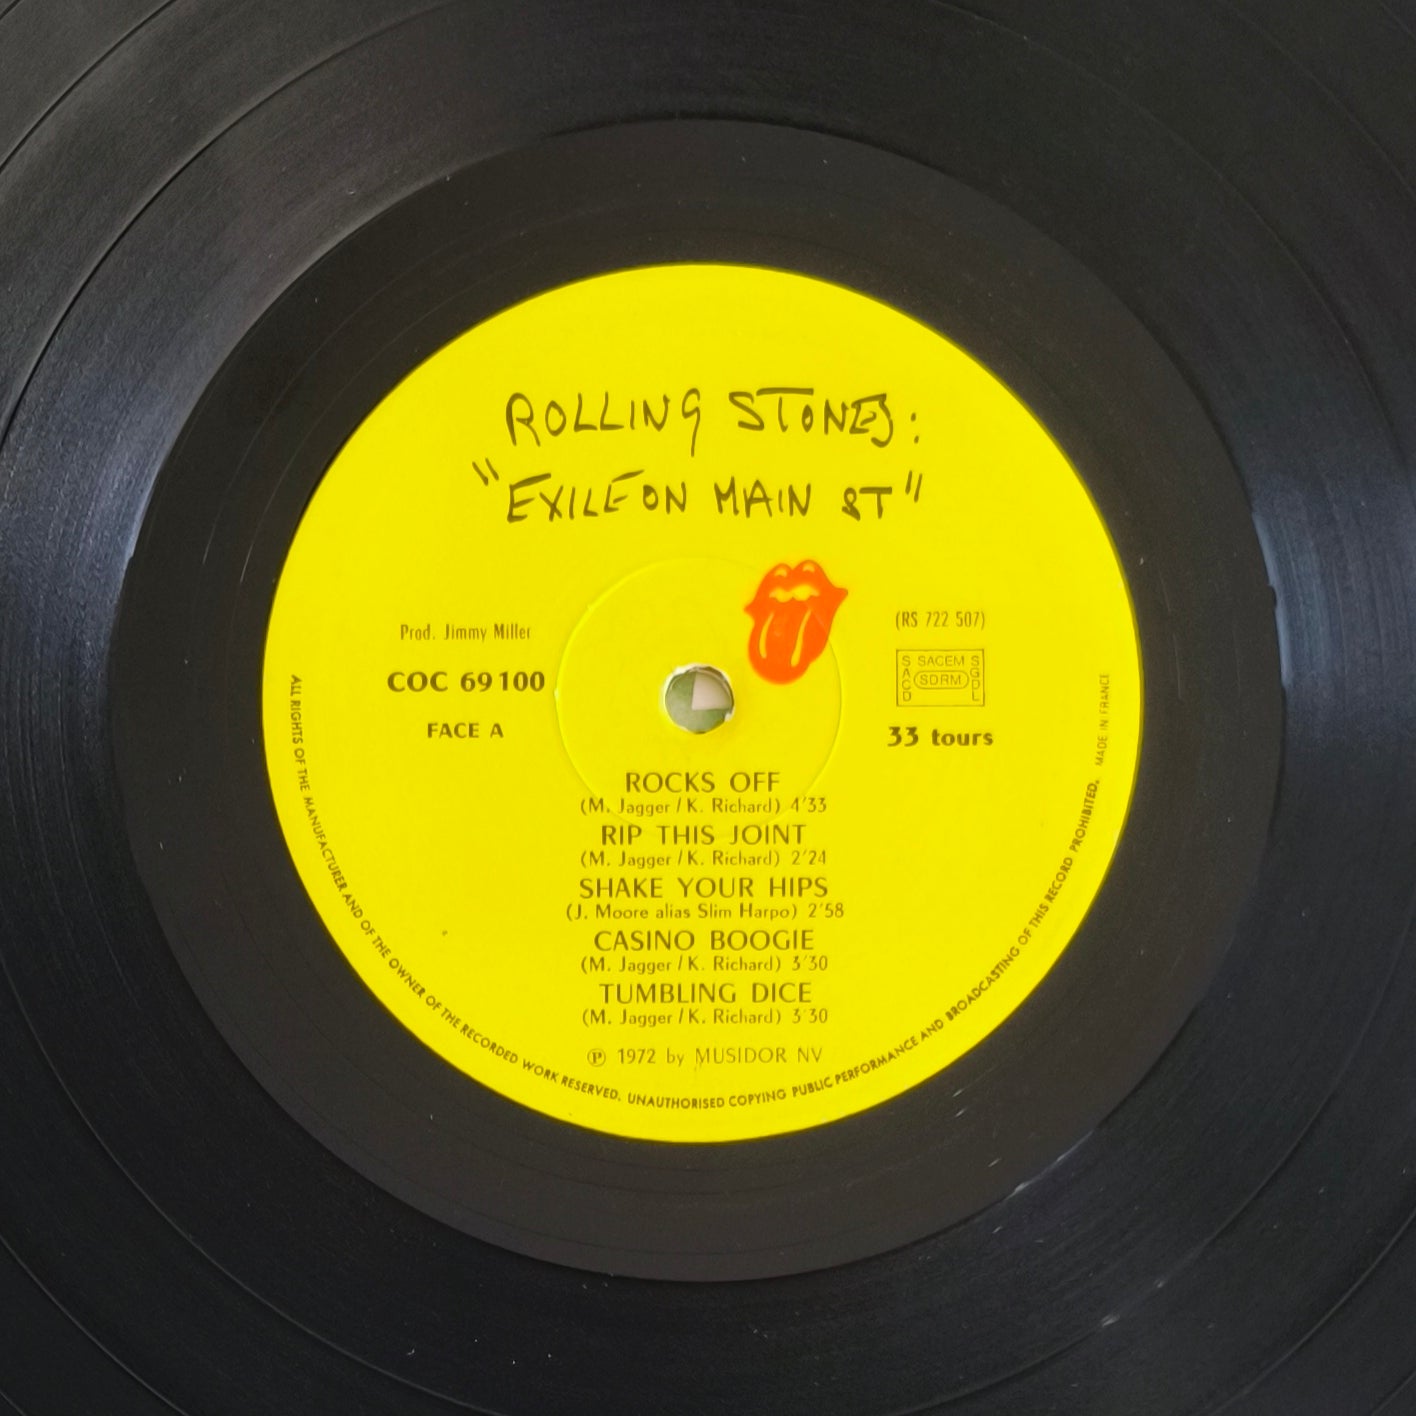 ROLLING STONES:
"EXILE ON MAIN ST"
Prod. Jimmy Miller
COC 69100
FACE A
(RS 722 507)
SACD SACEM SGDL
SDRM
33 tours
ROCKS OFF
(M. Jagger / K. Richard) 4'33
RIP THIS JOINT
(M. Jagger / K. Richard) 2'24
SHAKE YOUR HIPS
(J. Moore alias Slim Harpo) 2'58
CASINO BOOGIE
(M. Jagger / K. Richard) 3'30
TUMBLING DICE
(M. Jagger / K. Richard) 3'30
℗ 1972 by MUSIDOR NV
ALL RIGHTS OF THE MANUFACTURER AND OF THE OWNER OF THE RECORDED WORK RESERVED. UNAUTHORISED COPYING PUBLIC PERFORMANCE AND BROADCASTING OF THIS RECORD PROHIBITED. MADE IN FRANCE